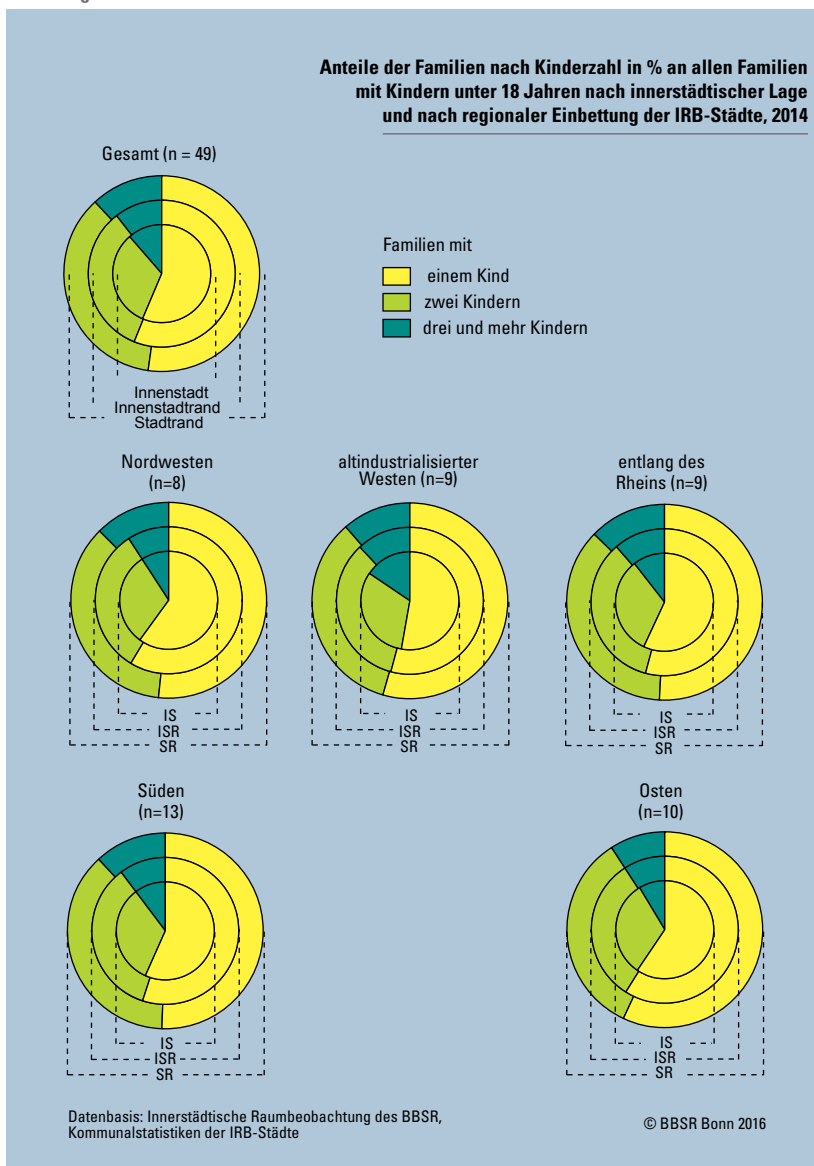 Anteile der Familien nach Kinderzahl in % an allen Familien
mit Kindern unter 18 Jahren nach innerstädtischer Lage
und nach regionaler Einbettung der IRB-Städte, 2014
Gesamt (n = 49)
Familien mit
einem Kind
zwei Kindern
drei und mehr Kindern
Innenstadt
Innenstadtrand
Stadtrand
Nordwesten
(n=8)
IS
ISR
SR
altindustrialisierter
Westen (n=9)
IS
ISR
SR
entlang des
Rheins (n=9)
IS
ISR
SR
Süden
(n=13)
IS
ISR
SR
Osten
(n=10)
IS
ISR
SR
Datenbasis: Innerstädtische Raumbeobachtung des BBSR,
Kommunalstatistiken der IRB-Städte
© BBSR Bonn 2016